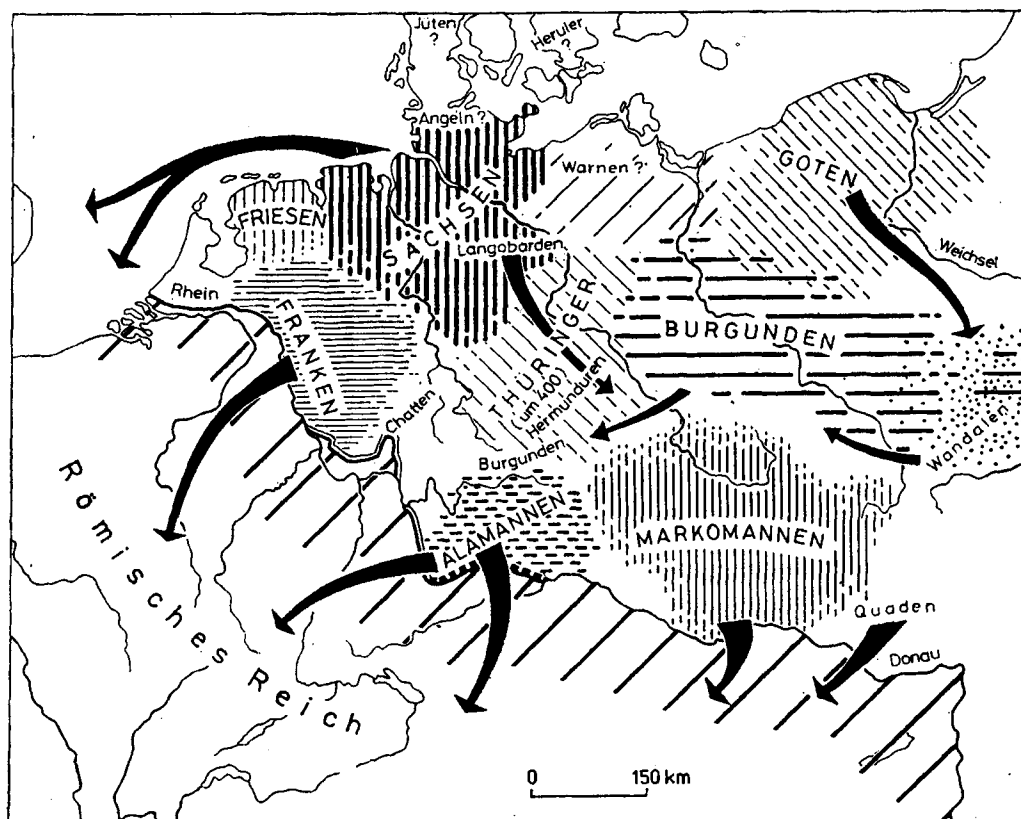 Jüten
?
Heruler
?
Angeln ?
Warnen ?
GOTEN
FRIESEN
SACHSEN
Langobarden
Weichsel
Rhein
FRANKEN
THÜRINGER
(um 400)
Hermunduren
BURGUNDEN
Chatten
Wandalen
Burgunden
ALAMANNEN
MARKOMANNEN
Römisches Reich
Quaden
Donau
0 150 km